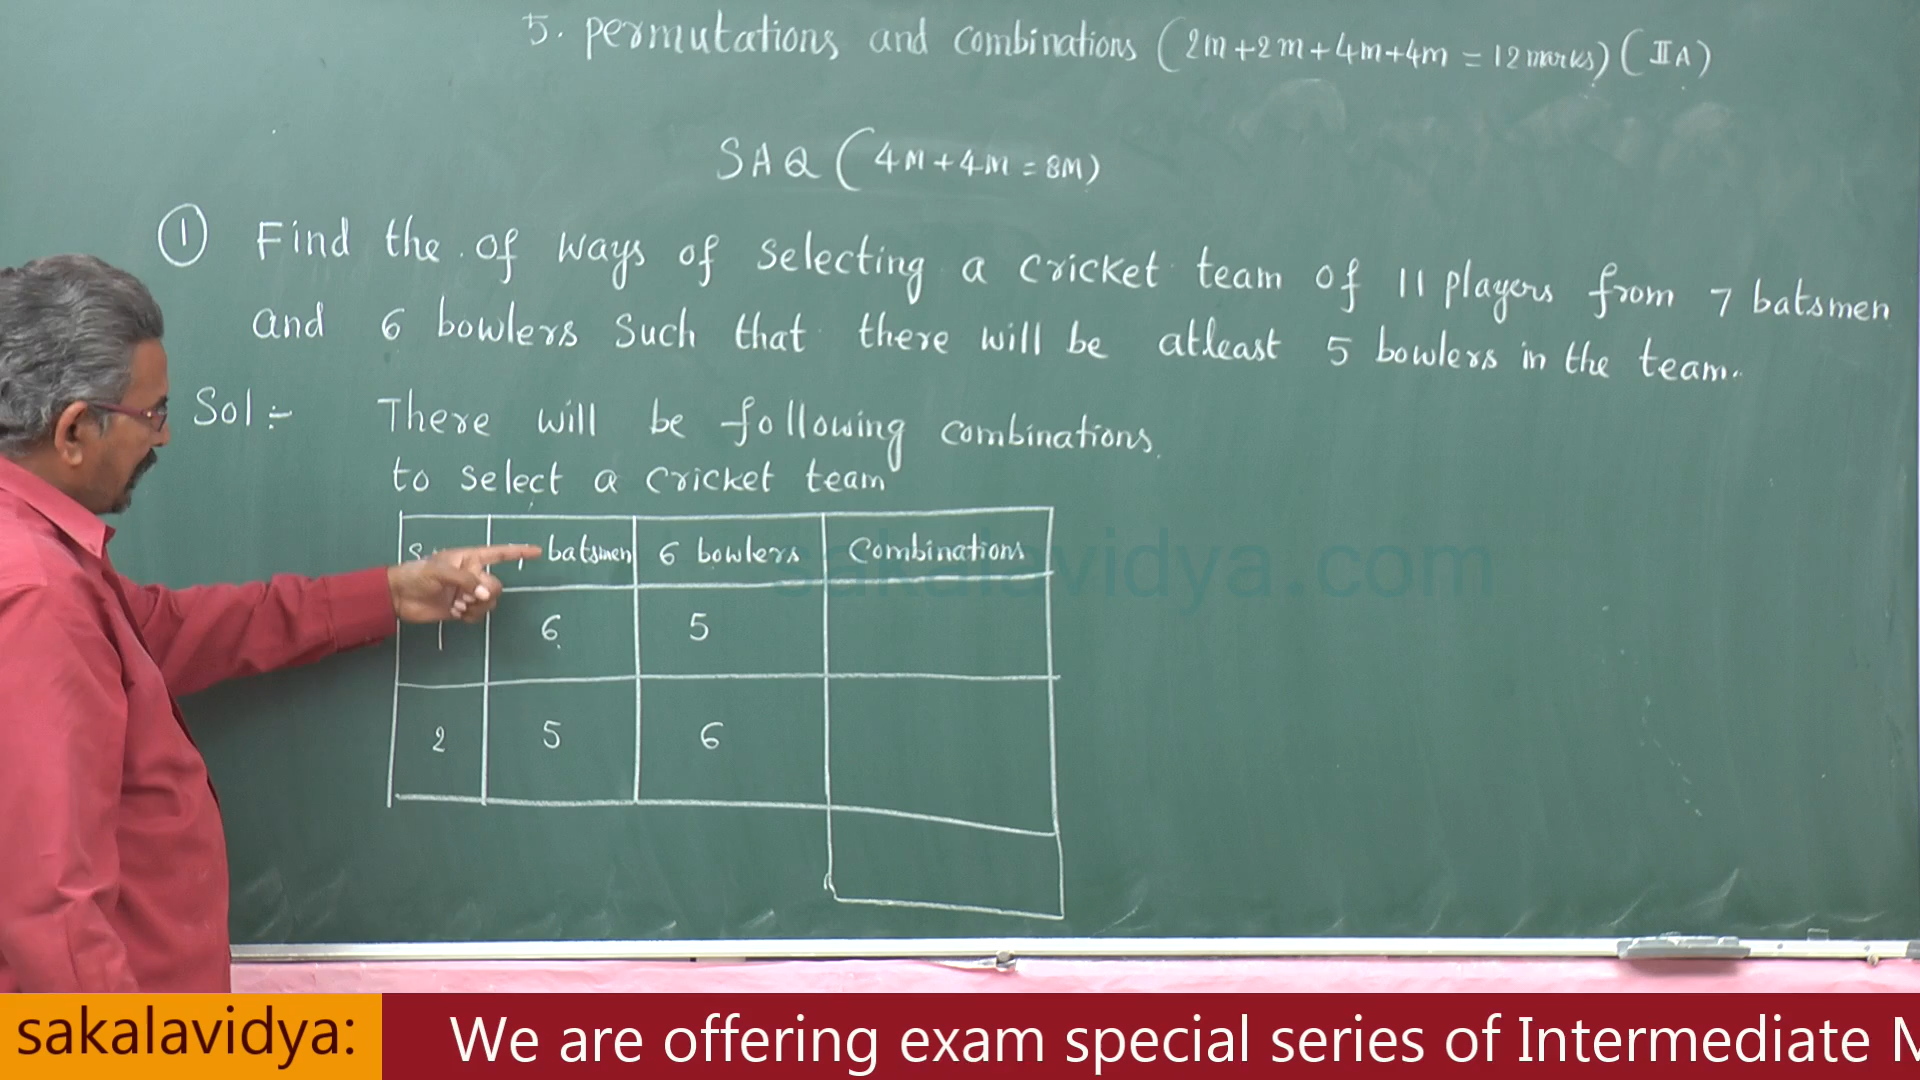 5. permutations and combinations (2m+2m+4m+4m = 12 marks) (IIA)
SAQ (4M+4M = 8M)
① Find the of ways of selecting a cricket team of 11 players from 7 batsmen
and 6 bowlers such that there will be atleast 5 bowlers in the team.
Sol:- There will be following combinations.
to select a cricket team
batsmen 6 bowlers Combinations
1 6 5
2 5 6
sakalavidya.com
sakalavidya: We are offering exam special series of Intermediate M